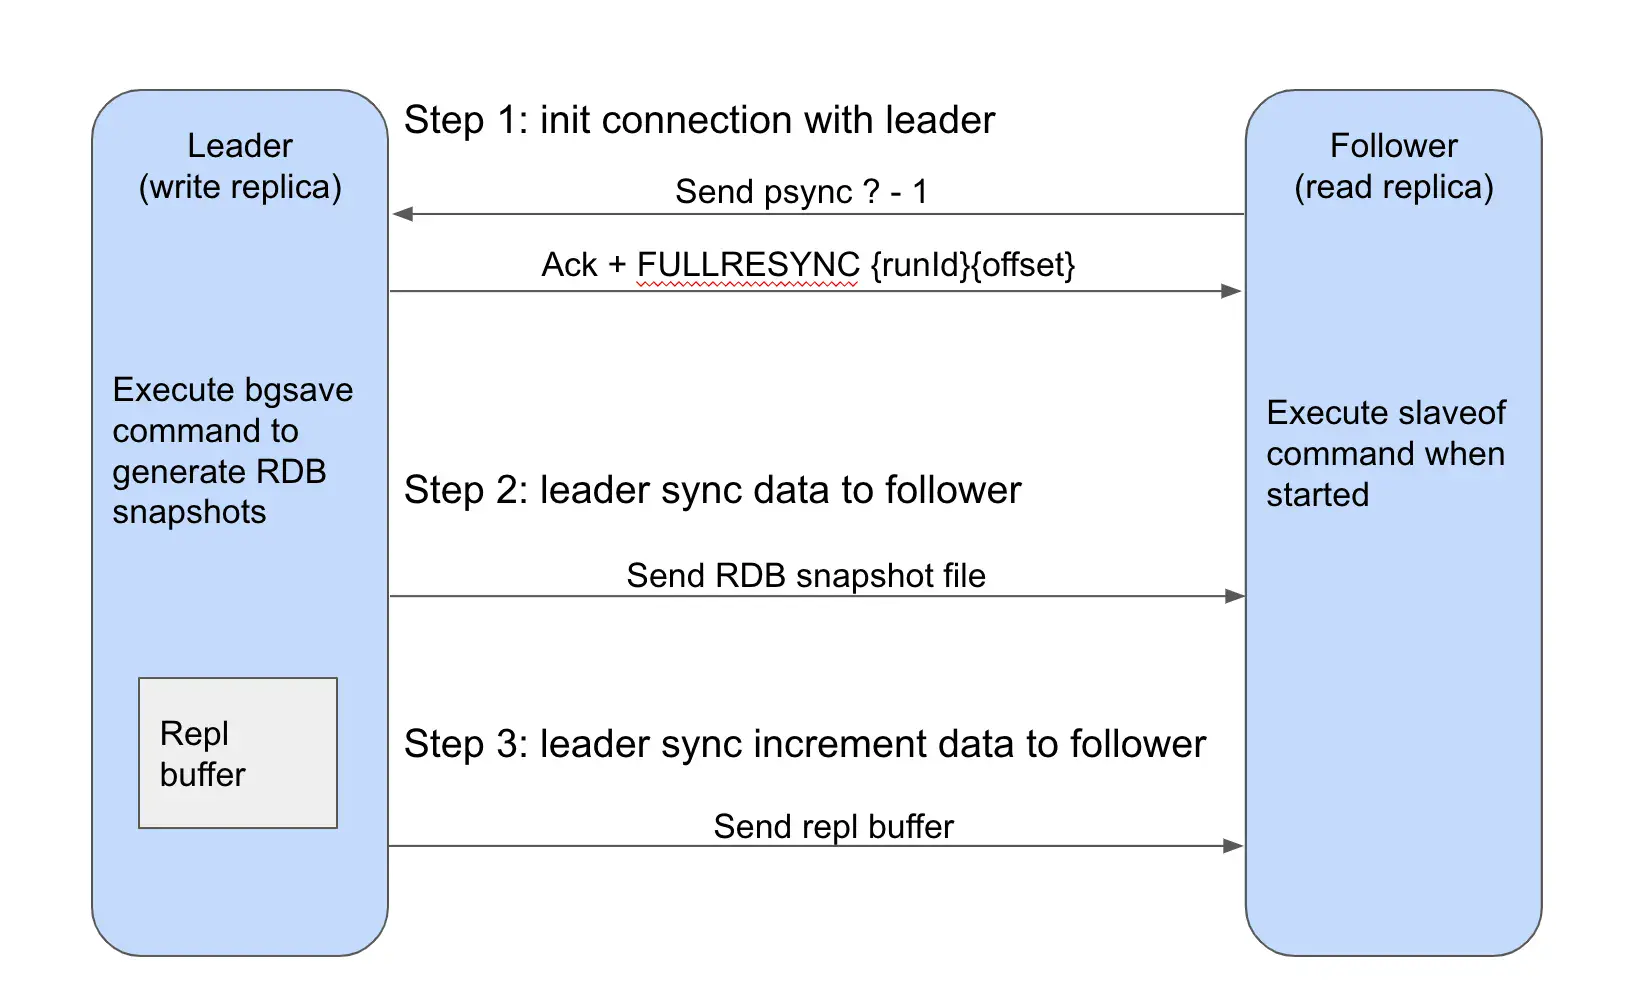 Leader
(write replica)
Step 1: init connection with leader
Follower
(read replica)
Send psync ? - 1
Ack + FULLRESYNC {runId}{offset}
Execute bgsave
command to
generate RDB
snapshots
Execute slaveof
command when
started
Step 2: leader sync data to follower
Send RDB snapshot file
Repl
buffer
Step 3: leader sync increment data to follower
Send repl buffer